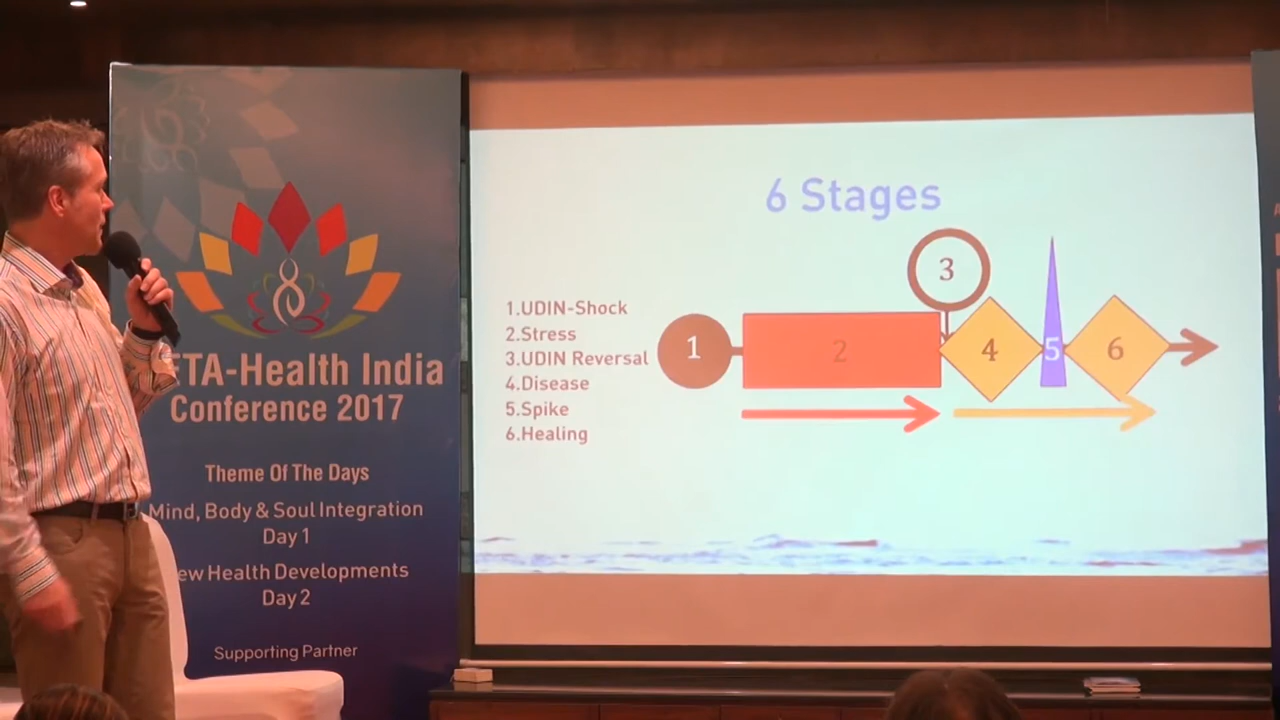 TA-Health India
Conference 2017
Theme Of The Days
Mind, Body & Soul Integration
Day 1
ew Health Developments
Day 2
Supporting Partner
6 Stages
1.UDIN-Shock
2.Stress
3.UDIN Reversal
4.Disease
5.Spike
6.Healing
1
2
3
4
5
6